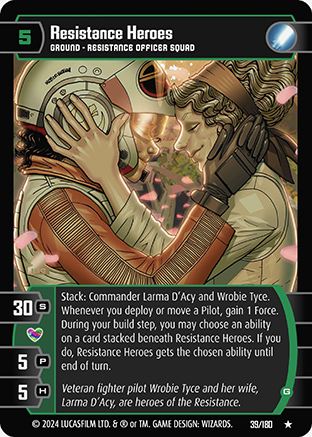 5
Resistance Heroes
GROUND - RESISTANCE OFFICER SQUAD
30 S
5 P
5 H
Stack: Commander Larma D'Acy and Wrobie Tyce.
Whenever you deploy or move a Pilot, gain 1 Force.
During your build step, you may choose an ability
on a card stacked beneath Resistance Heroes. If you
do, Resistance Heroes gets the chosen ability until
end of turn.
Veteran fighter pilot Wrobie Tyce and her wife,
Larma D'Acy, are heroes of the Resistance.
G
© 2024 LUCASFILM LTD. & ® or TM. GAME DESIGN: WIZARDS. 39/180 ★